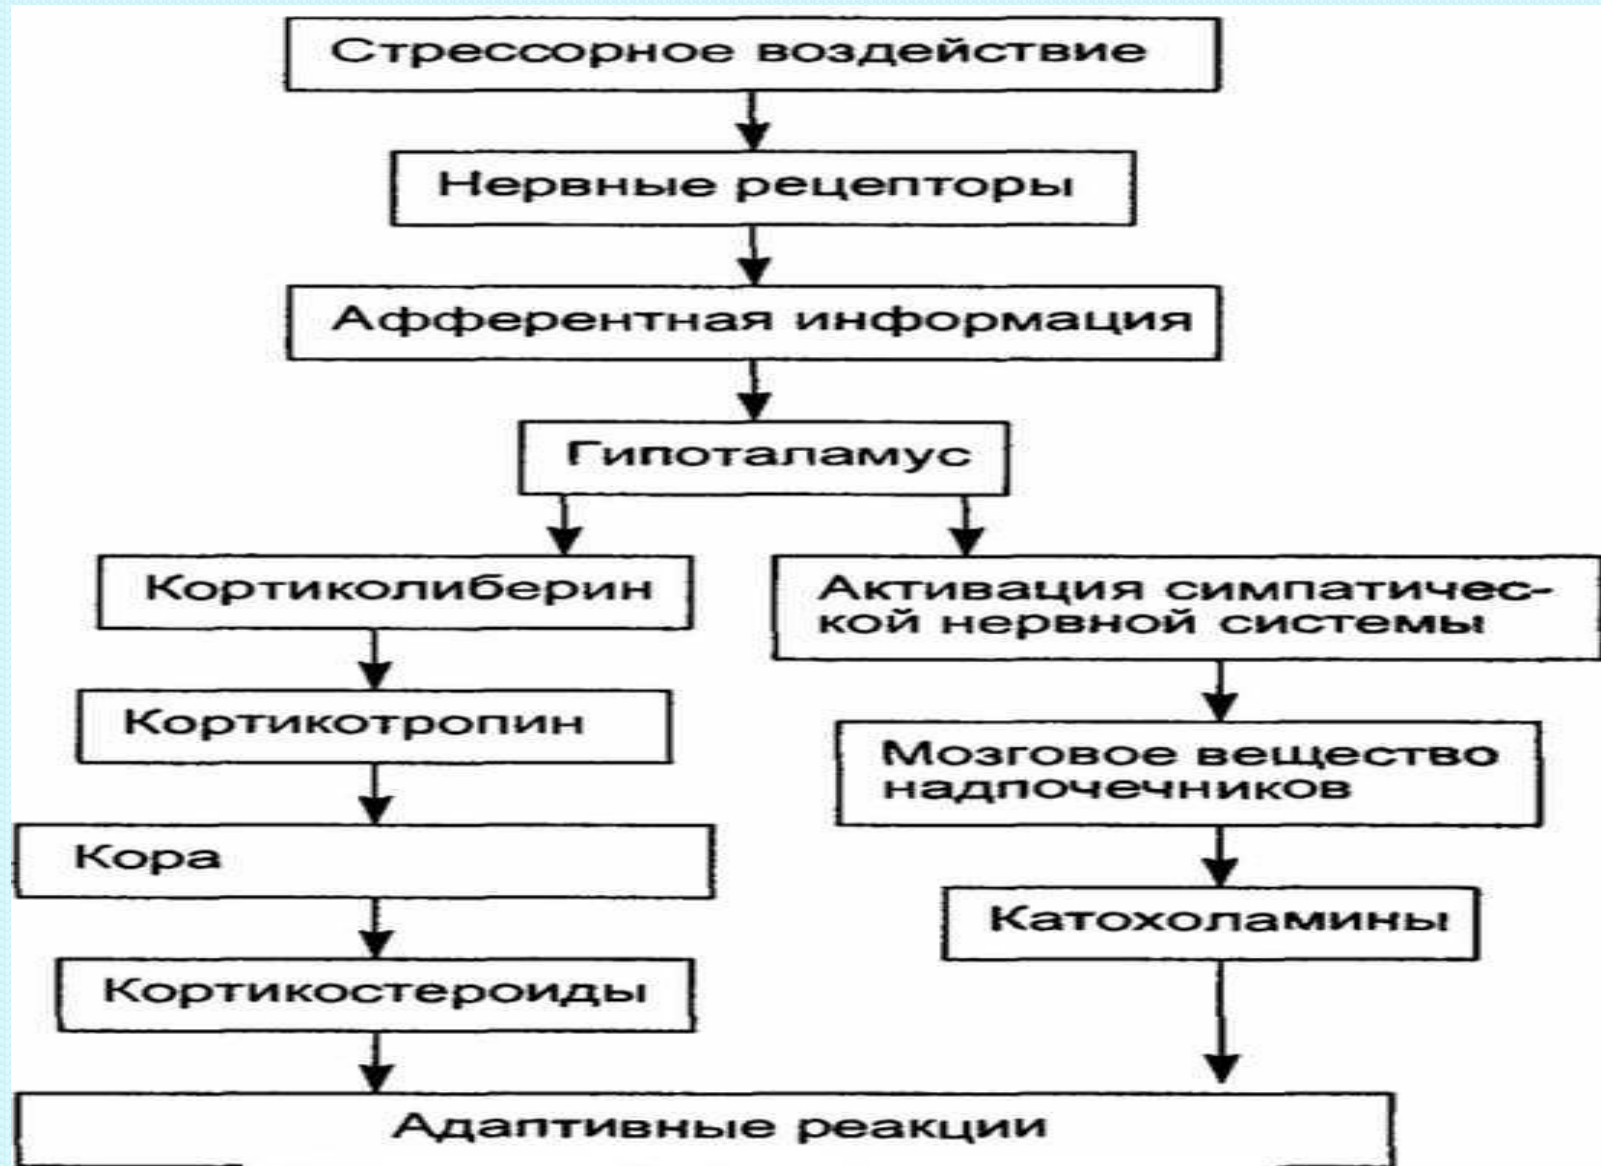 Стрессорное воздействие
Нервные рецепторы
Афферентная информация
Гипоталамус
Кортиколиберин
Кортикотропин
Кора
Кортикостероиды
Активация симпатичес-
кой нервной системы
Мозговое вещество
надпочечников
Катохоламины
Адаптивные реакции